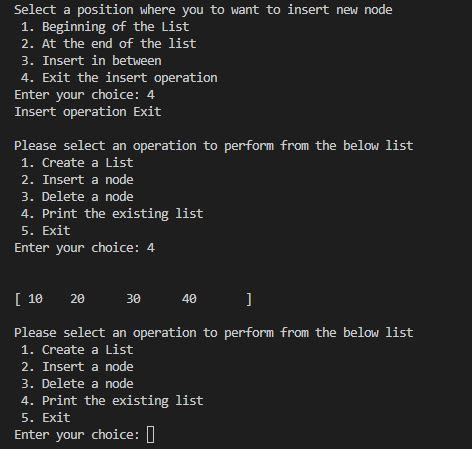 Select a position where you to want to insert new node
1. Beginning of the List
2. At the end of the list
3. Insert in between
4. Exit the insert operation
Enter your choice: 4
Insert operation Exit
Please select an operation to perform from the below list
1. Create a List
2. Insert a node
3. Delete a node
4. Print the existing list
5. Exit
Enter your choice: 4
[ 10    20      30      40       ]
Please select an operation to perform from the below list
1. Create a List
2. Insert a node
3. Delete a node
4. Print the existing list
5. Exit
Enter your choice: